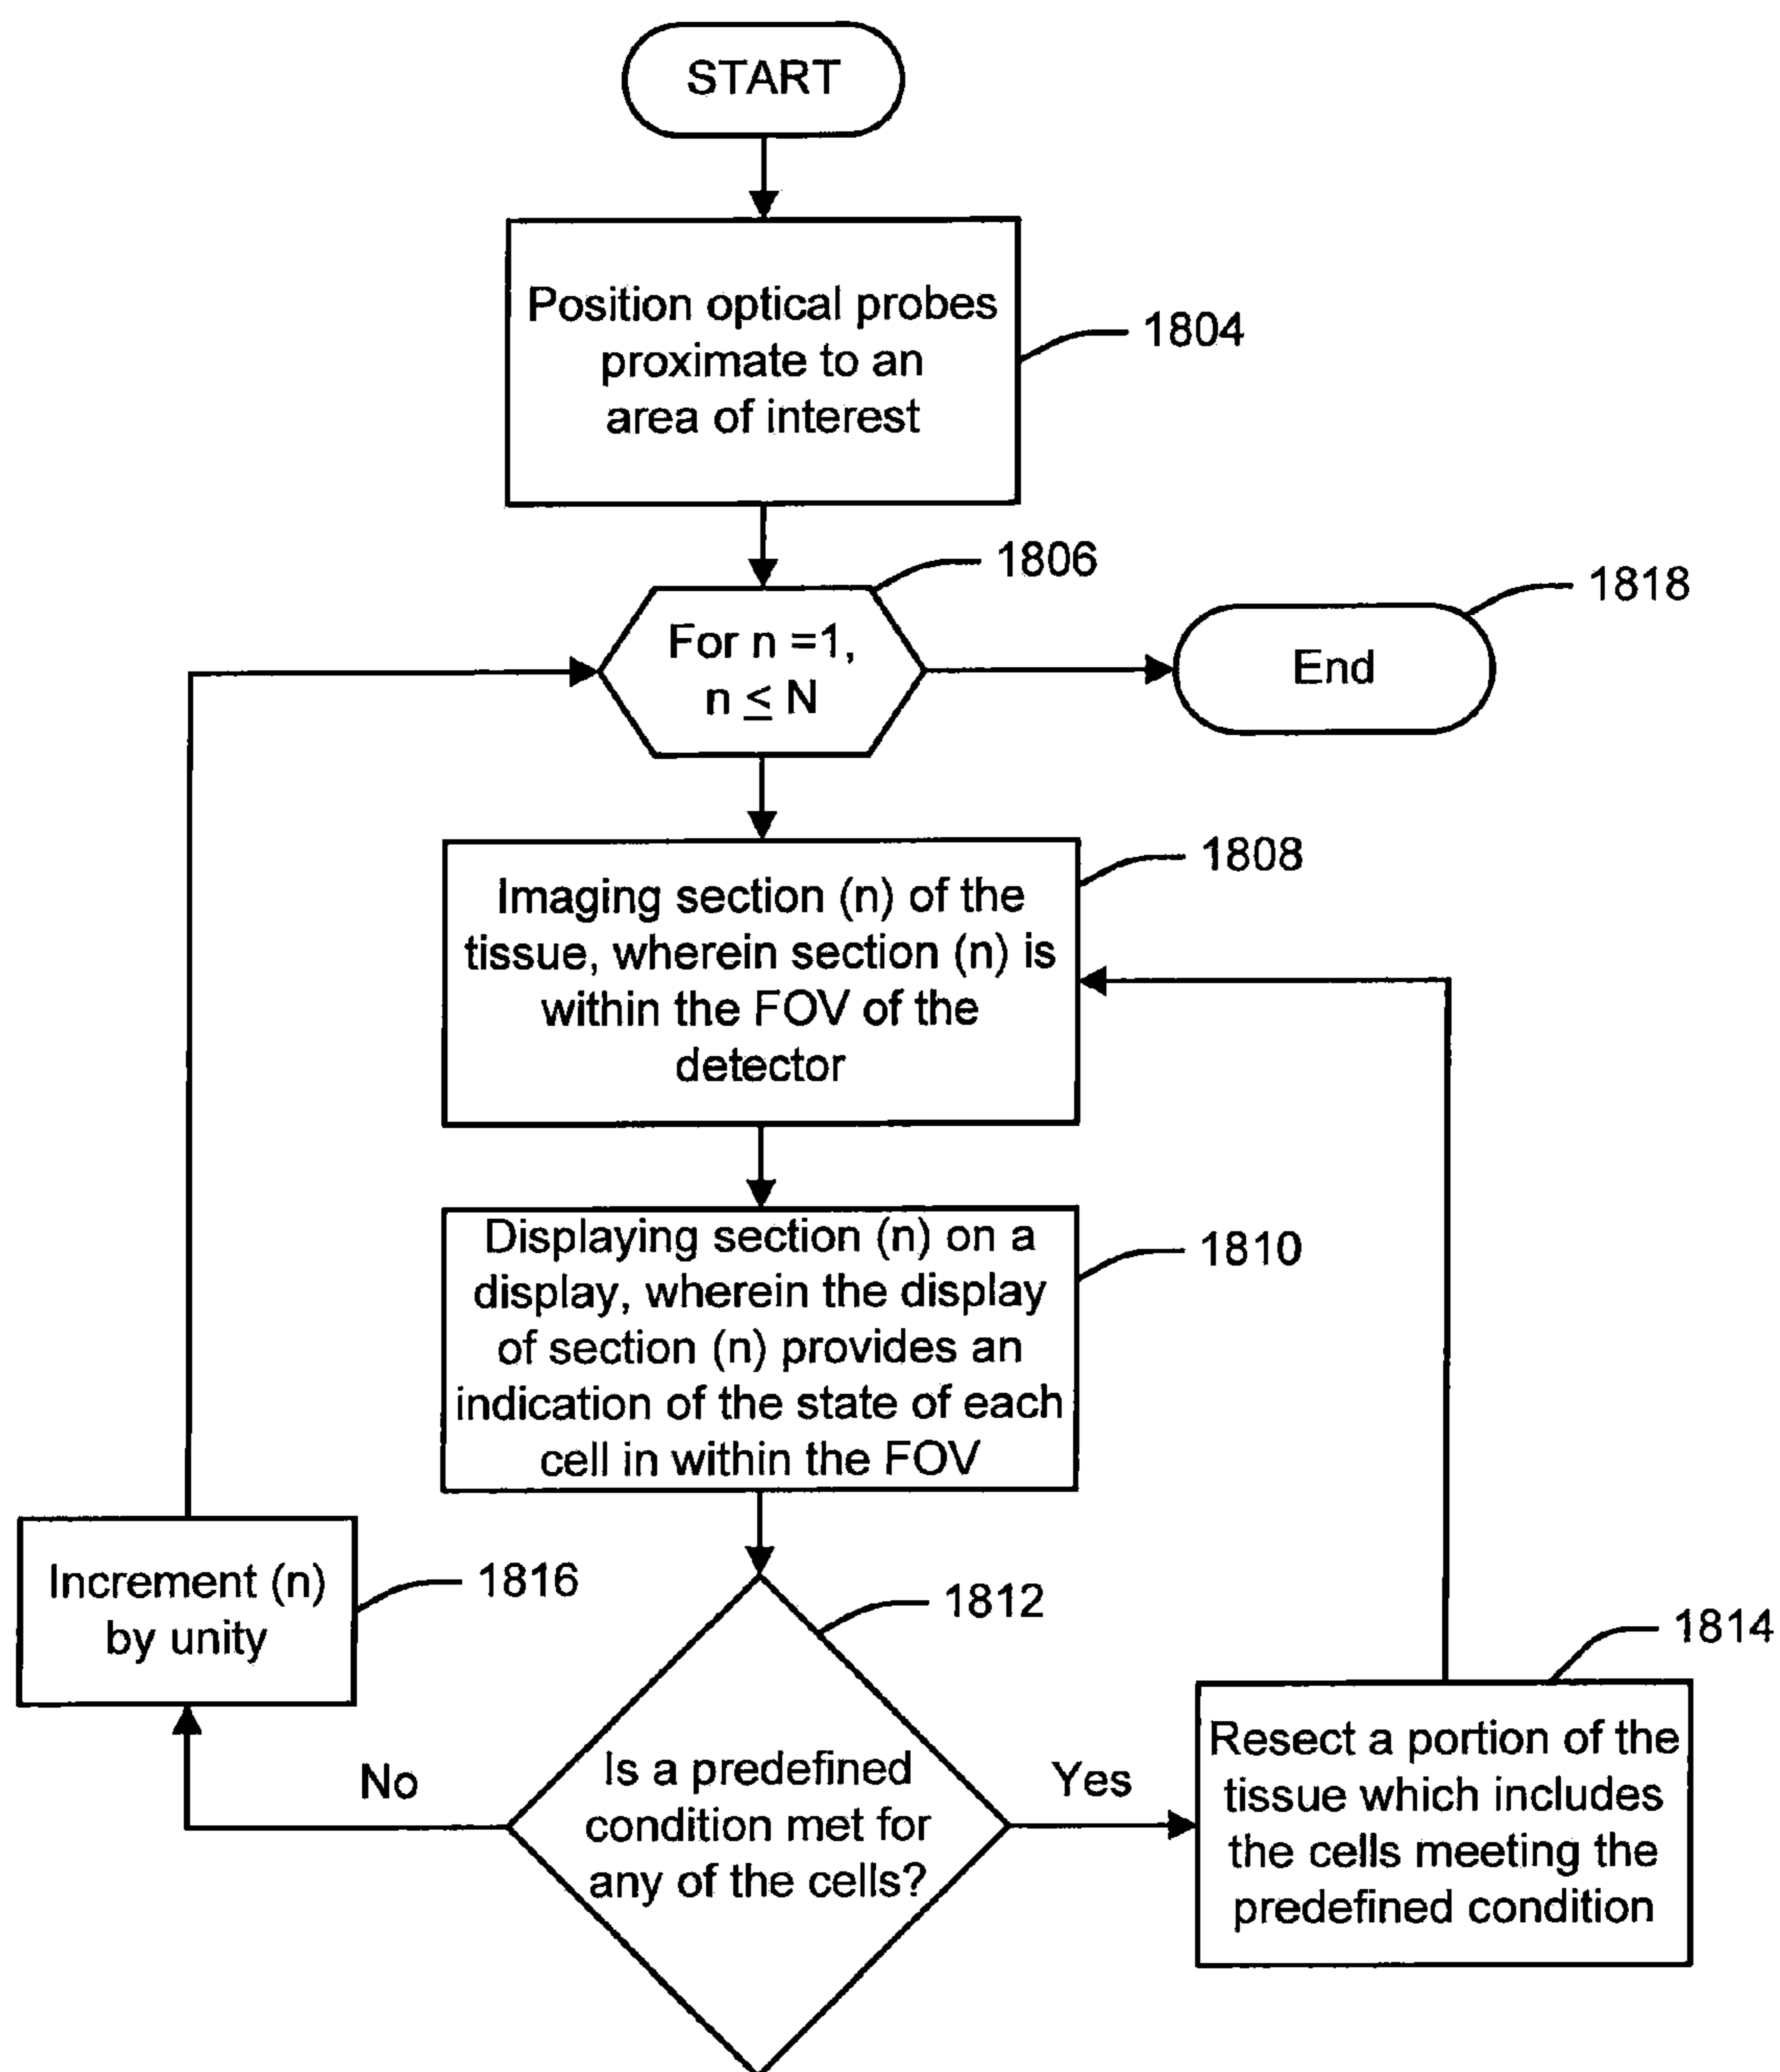 START
Position optical probes
proximate to an
area of interest
1804
1806
For n =1,
n ≤ N
1818
End
1808
Imaging section (n) of the
tissue, wherein section (n) is
within the FOV of the
detector
1810
Displaying section (n) on a
display, wherein the display
of section (n) provides an
indication of the state of each
cell in within the FOV
Increment (n)
by unity
1816
1812
Is a predefined
condition met for
any of the cells?
No
Yes
1814
Resect a portion of the
tissue which includes
the cells meeting the
predefined condition